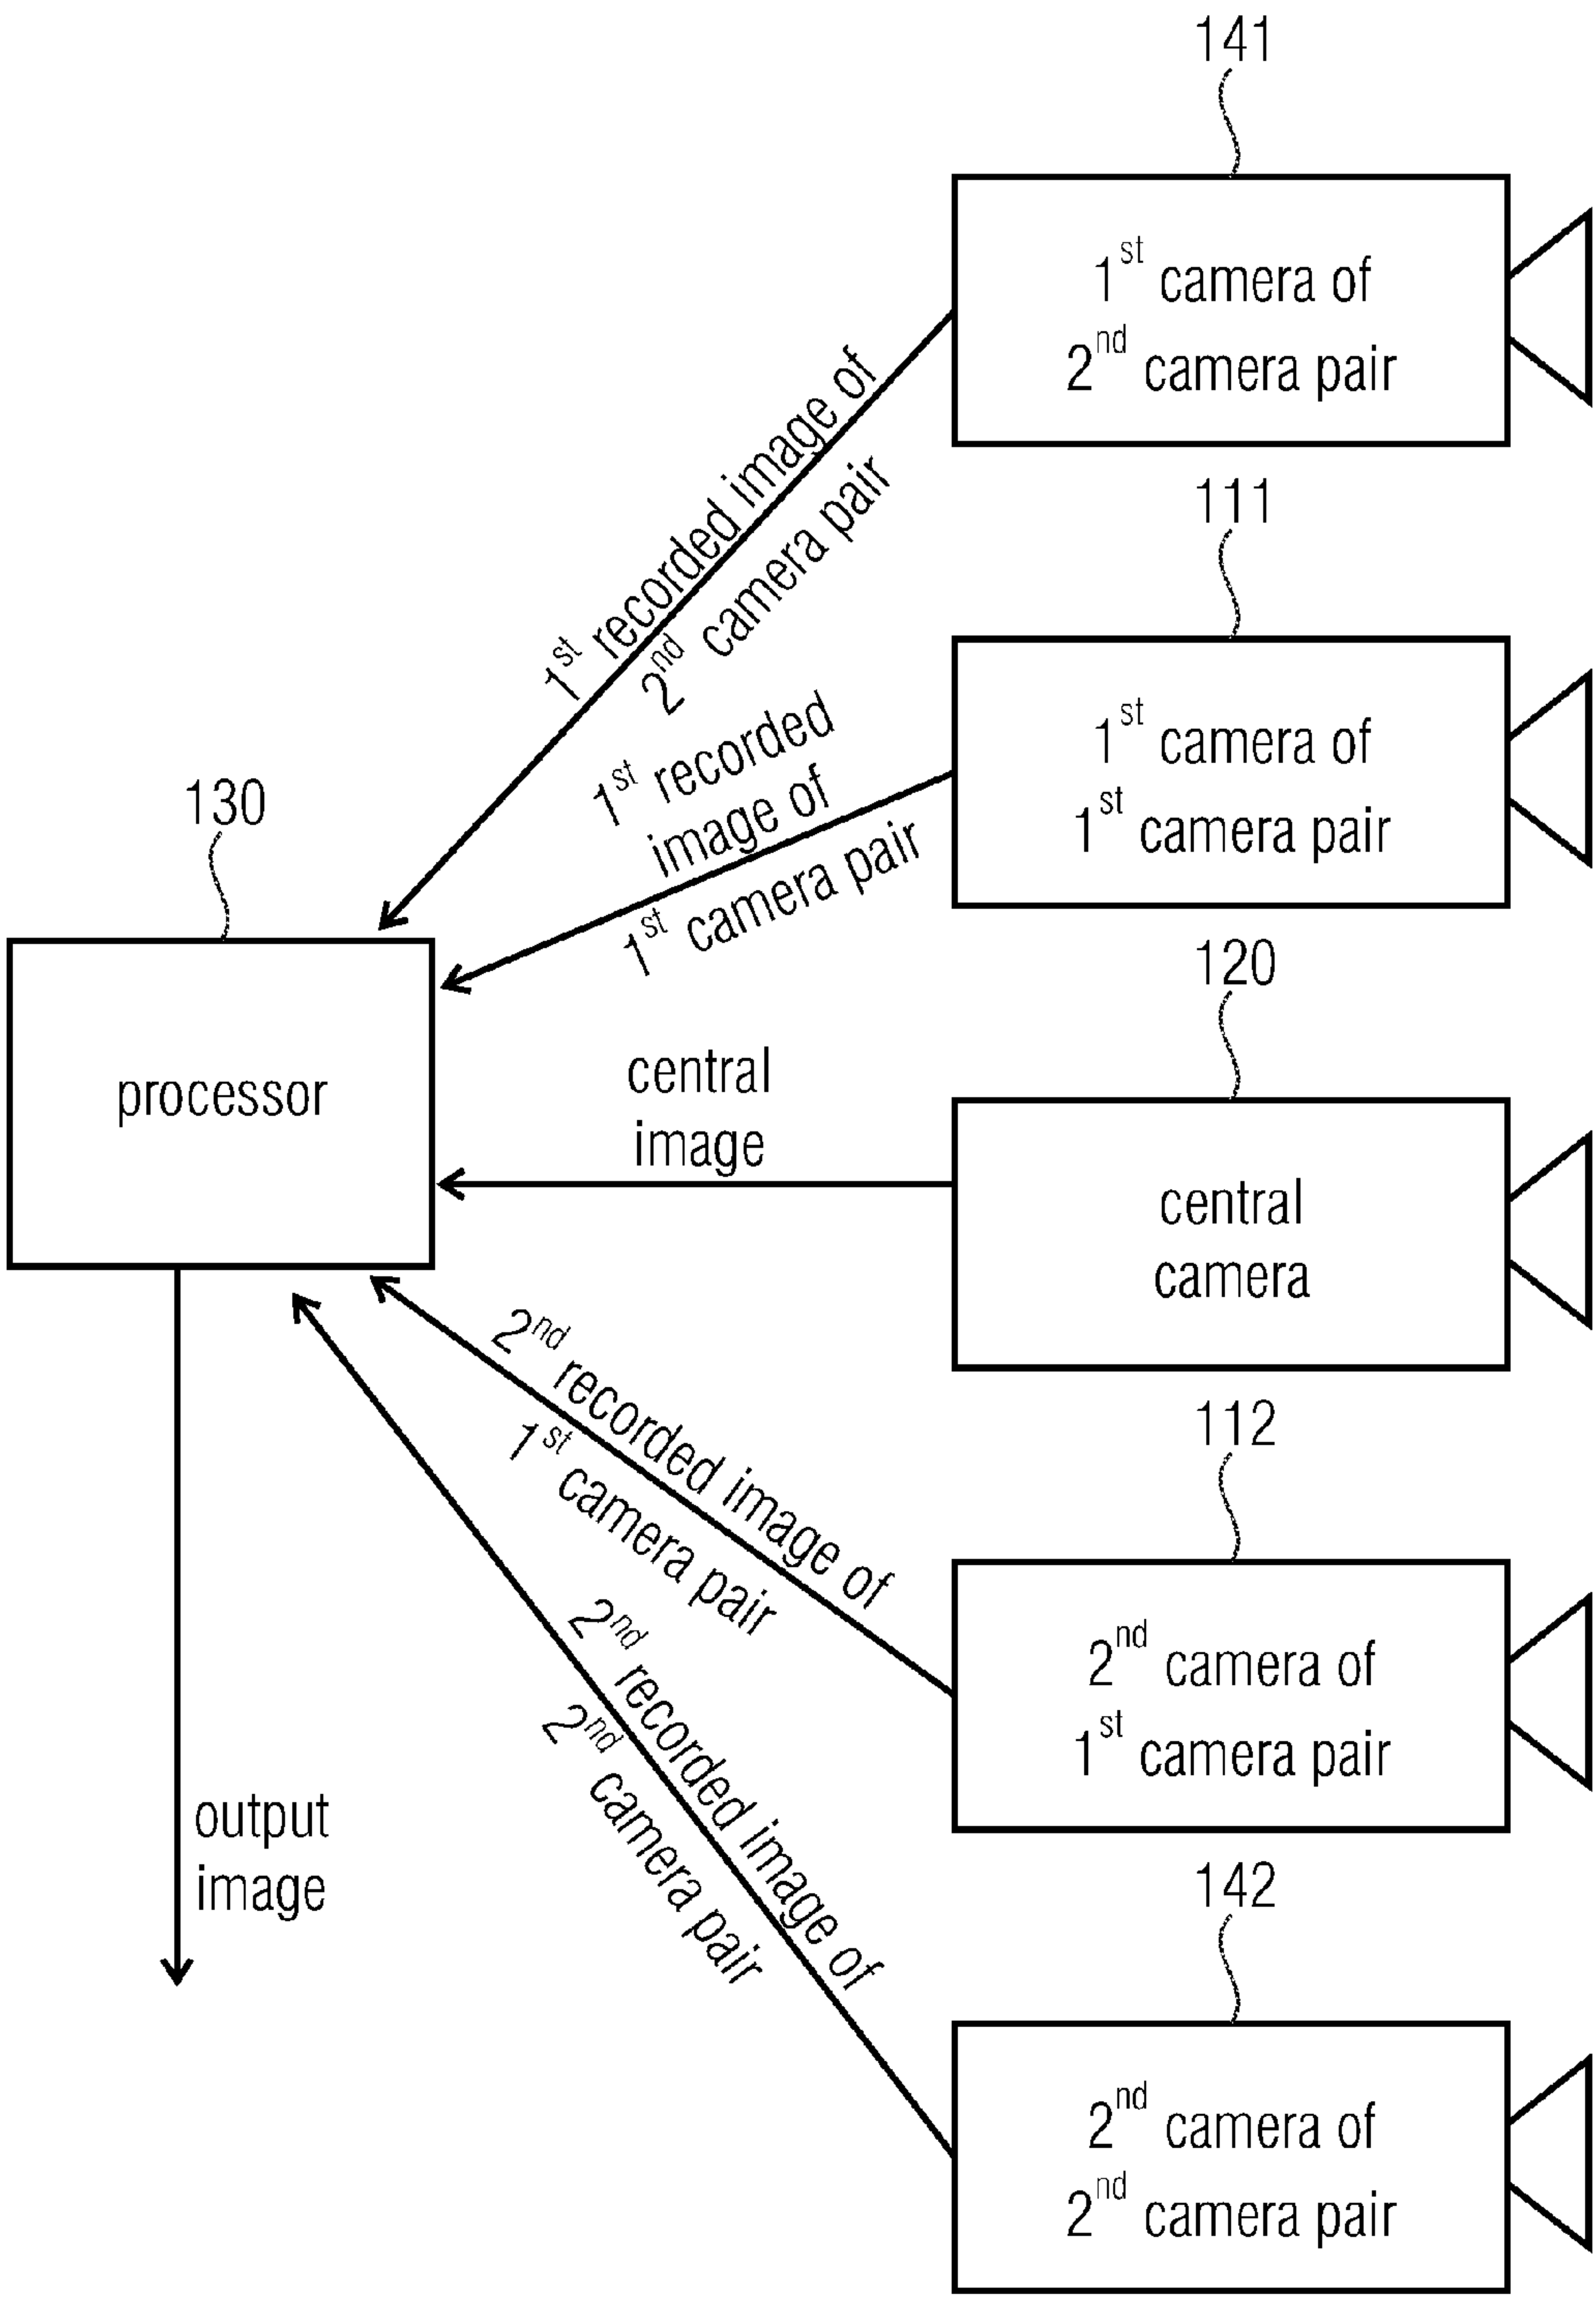 141
1st camera of
2nd camera pair
1st recorded image of
2nd camera pair
111
1st camera of
1st camera pair
1st recorded
image of
1st camera pair
130
processor
120
central
image
central
camera
112
2nd recorded image of
1st camera pair
2nd camera of
1st camera pair
2nd recorded image of
2nd camera pair
output
image
142
2nd camera of
2nd camera pair